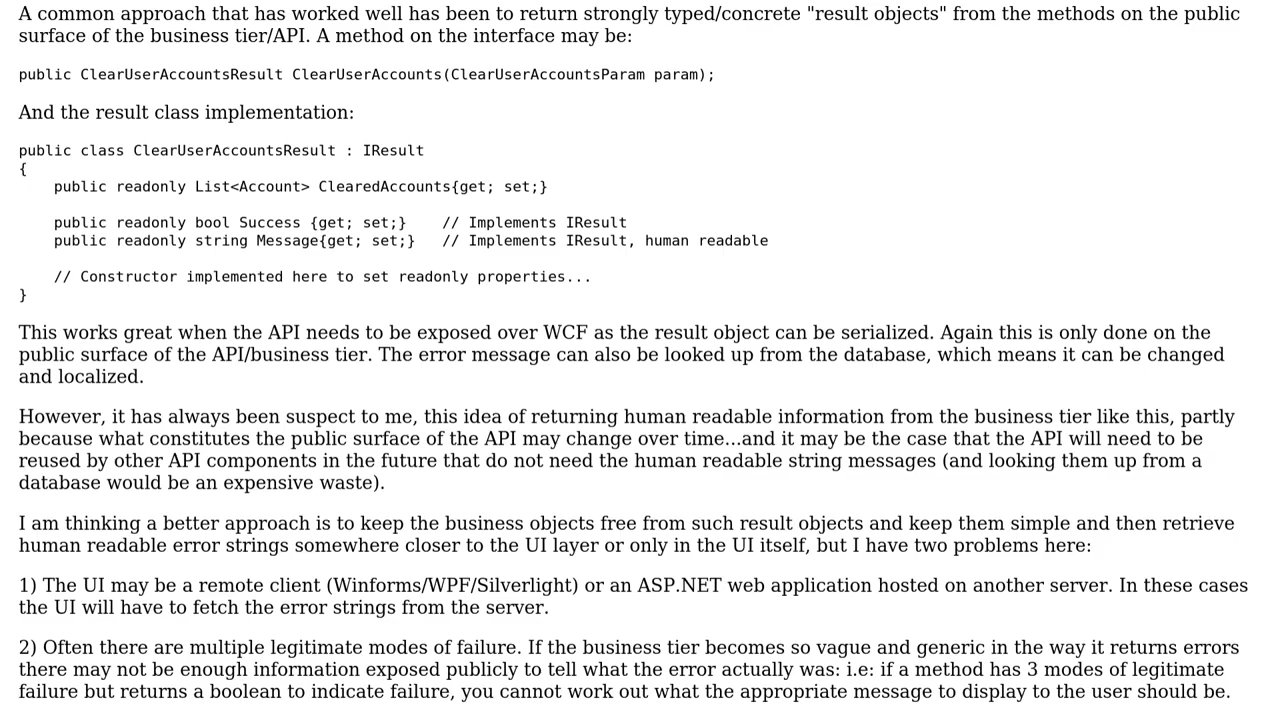 A common approach that has worked well has been to return strongly typed/concrete "result objects" from the methods on the public
surface of the business tier/API. A method on the interface may be:
public ClearUserAccountsResult ClearUserAccounts(ClearUserAccountsParam param);
And the result class implementation:
public class ClearUserAccountsResult : IResult
{
    public readonly List<Account> ClearedAccounts{get; set;}
    public readonly bool Success {get; set;}    // Implements IResult
    public readonly string Message{get; set;}   // Implements IResult, human readable
    // Constructor implemented here to set readonly properties...
}
This works great when the API needs to be exposed over WCF as the result object can be serialized. Again this is only done on the
public surface of the API/business tier. The error message can also be looked up from the database, which means it can be changed
and localized.
However, it has always been suspect to me, this idea of returning human readable information from the business tier like this, partly
because what constitutes the public surface of the API may change over time...and it may be the case that the API will need to be
reused by other API components in the future that do not need the human readable string messages (and looking them up from a
database would be an expensive waste).
I am thinking a better approach is to keep the business objects free from such result objects and keep them simple and then retrieve
human readable error strings somewhere closer to the UI layer or only in the UI itself, but I have two problems here:
1) The UI may be a remote client (Winforms/WPF/Silverlight) or an ASP.NET web application hosted on another server. In these cases
the UI will have to fetch the error strings from the server.
2) Often there are multiple legitimate modes of failure. If the business tier becomes so vague and generic in the way it returns errors
there may not be enough information exposed publicly to tell what the error actually was: i.e: if a method has 3 modes of legitimate
failure but returns a boolean to indicate failure, you cannot work out what the appropriate message to display to the user should be.